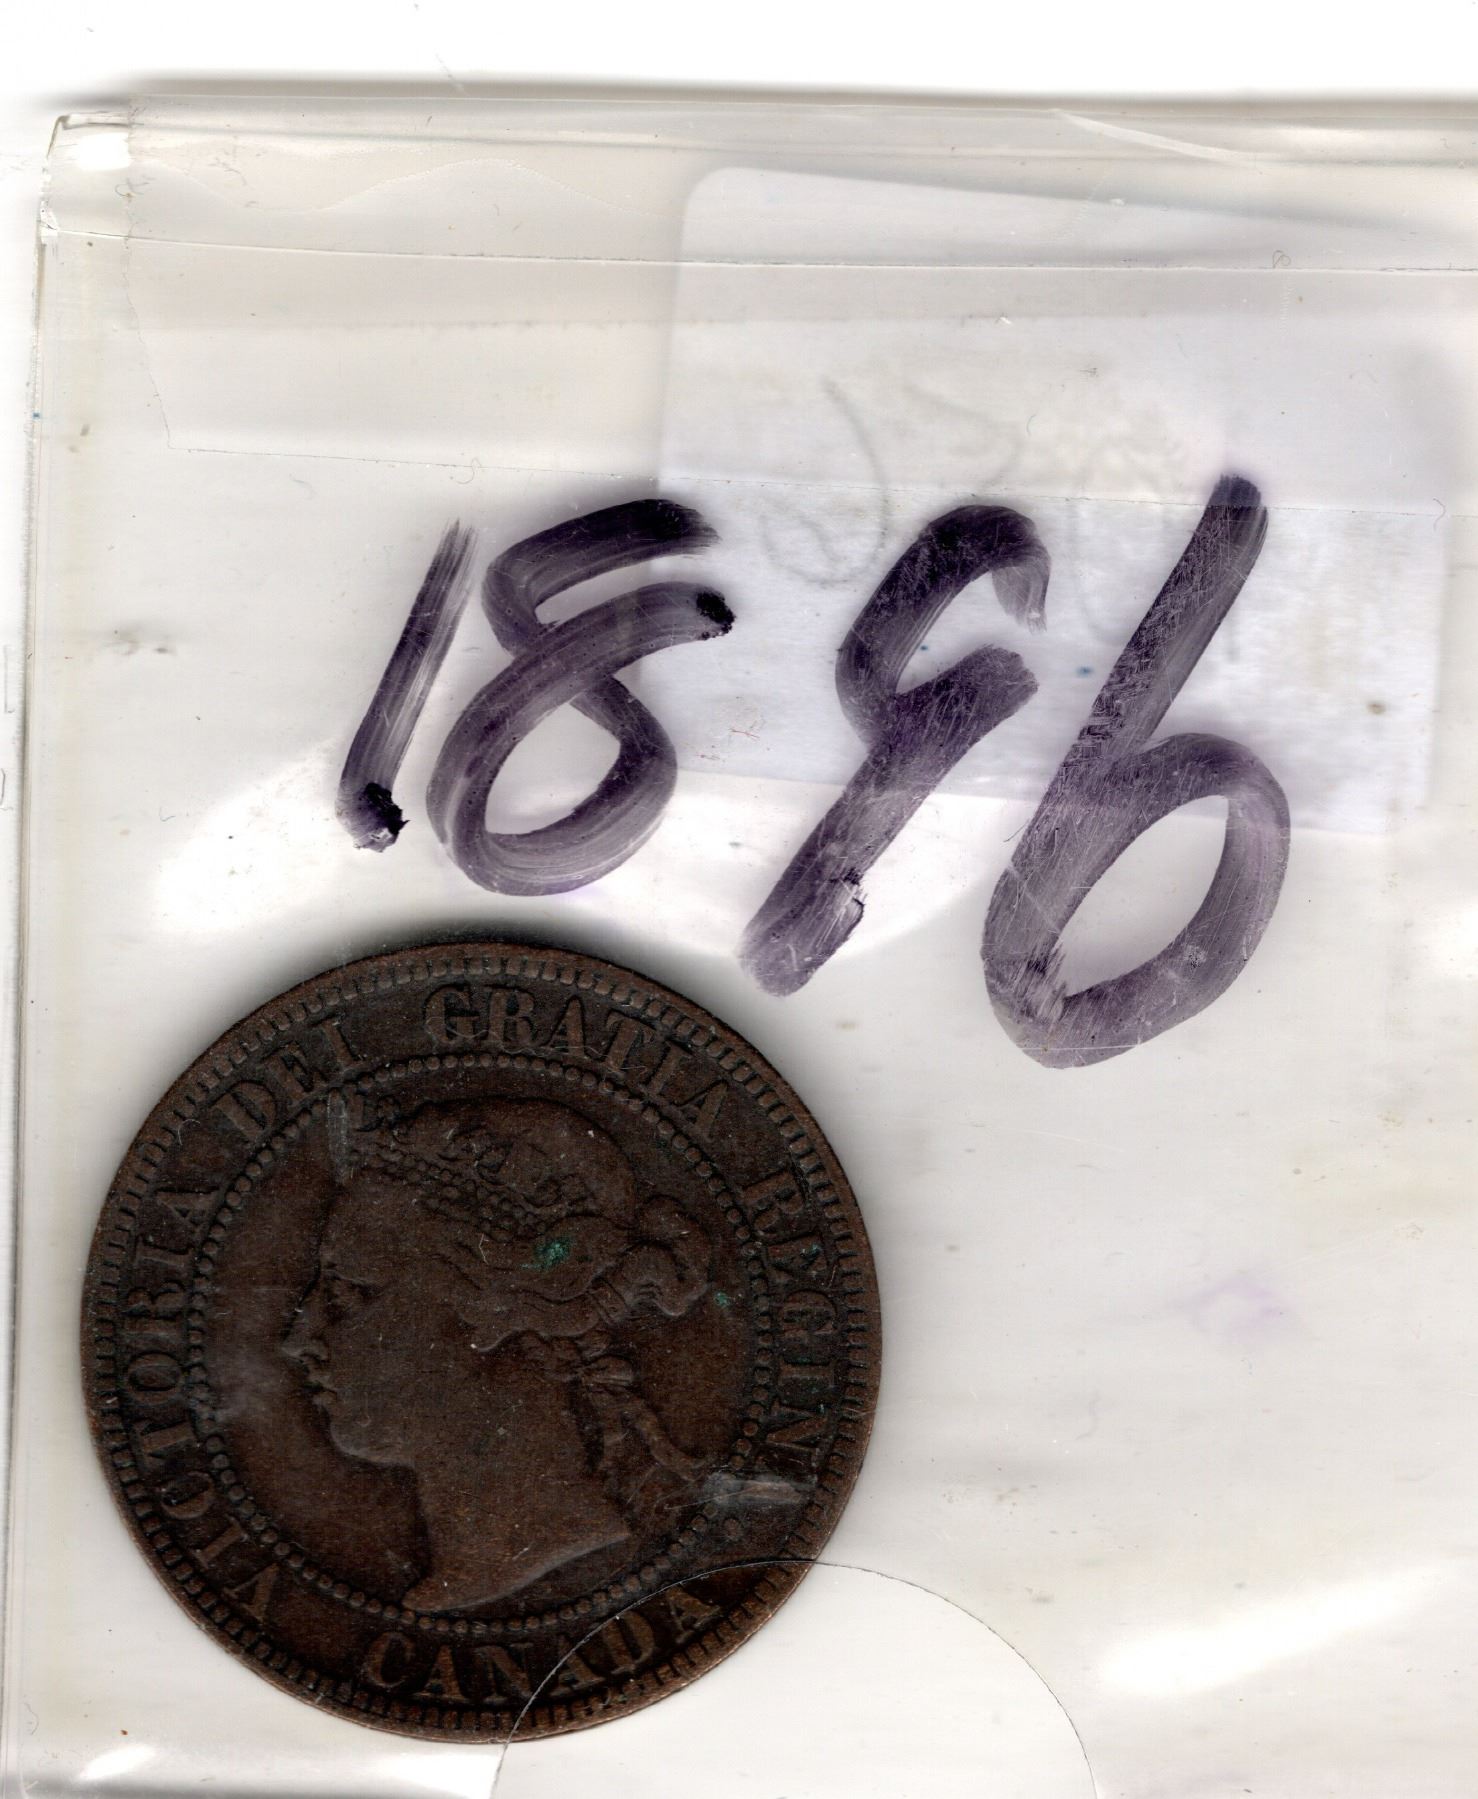 1896
VICTORIA DEI GRATIA REGINA
CANADA